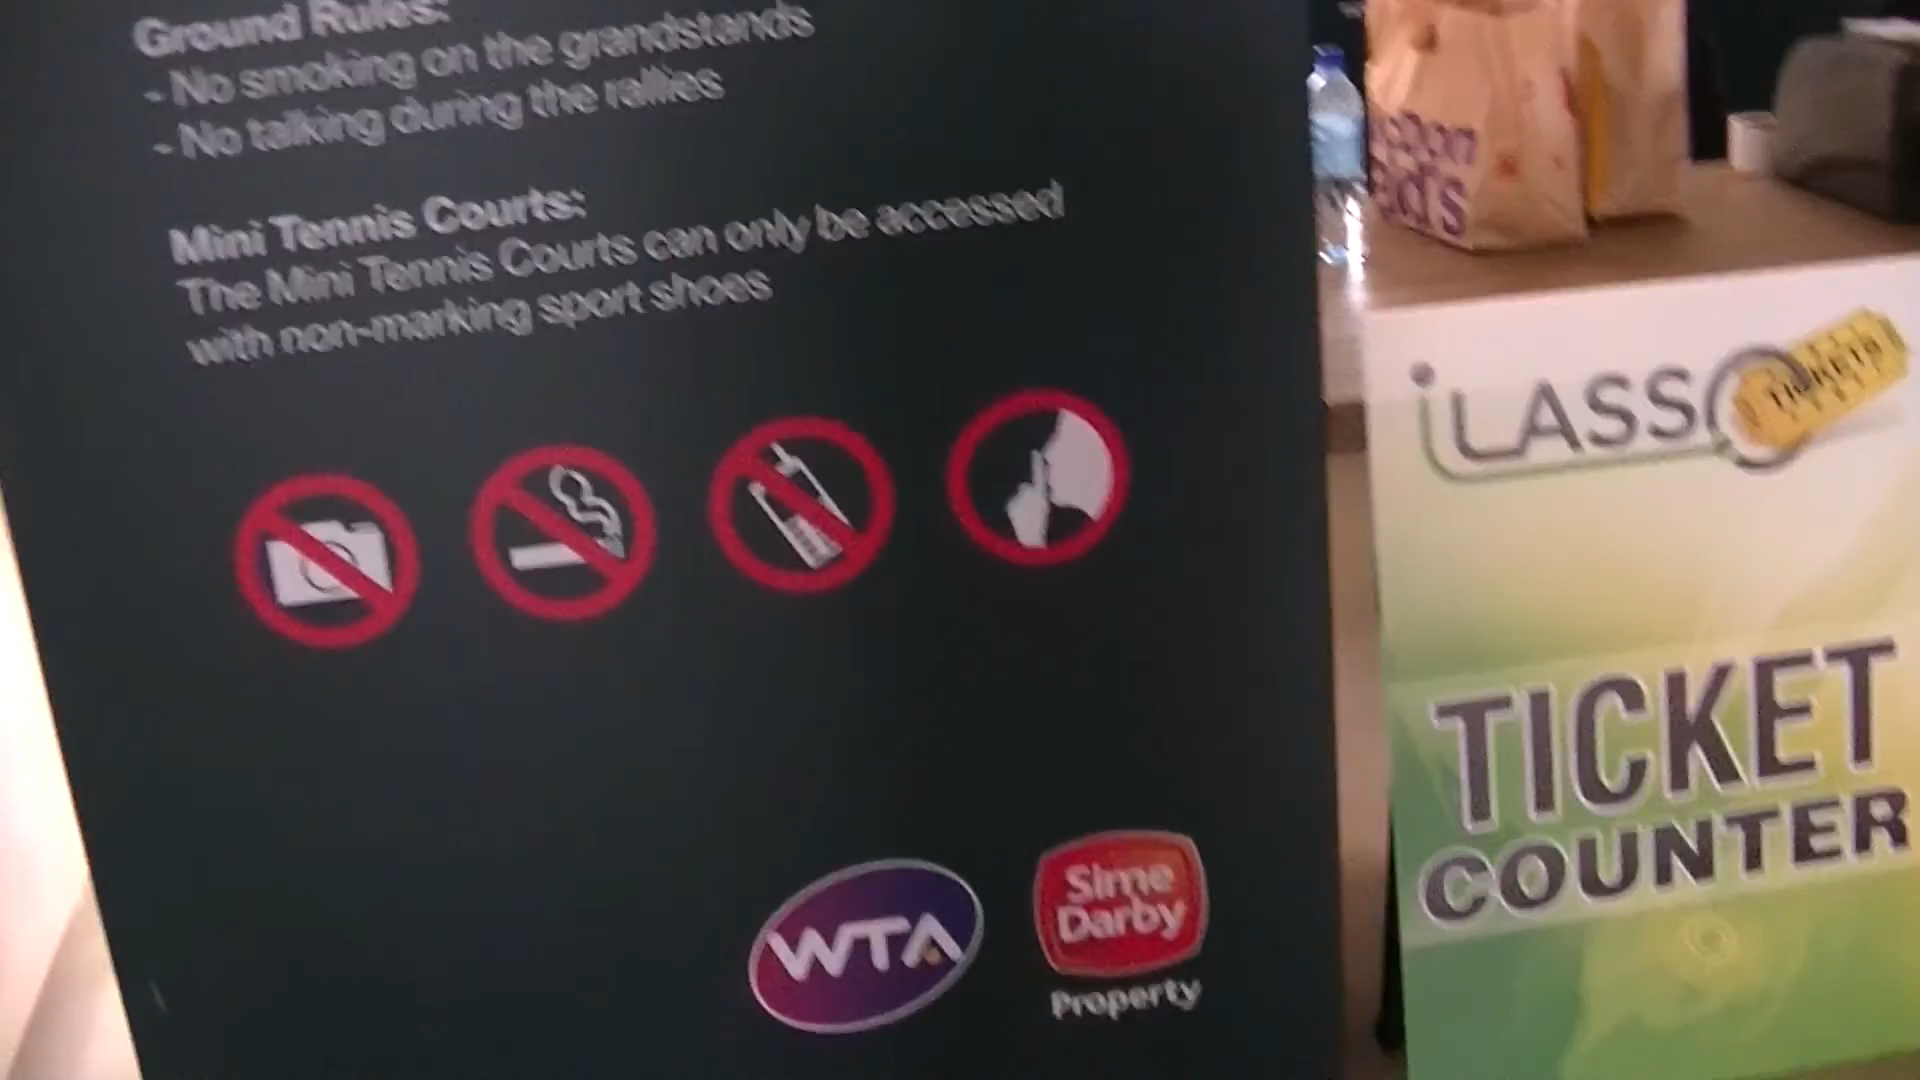 Ground Rules:
- No smoking on the grandstands
- No talking during the rallies
Mini Tennis Courts:
The Mini Tennis Courts can only be accessed
with non-marking sport shoes
WTA
Sime
Darby
Property
iLASSO
TICKETS
TICKET
COUNTER